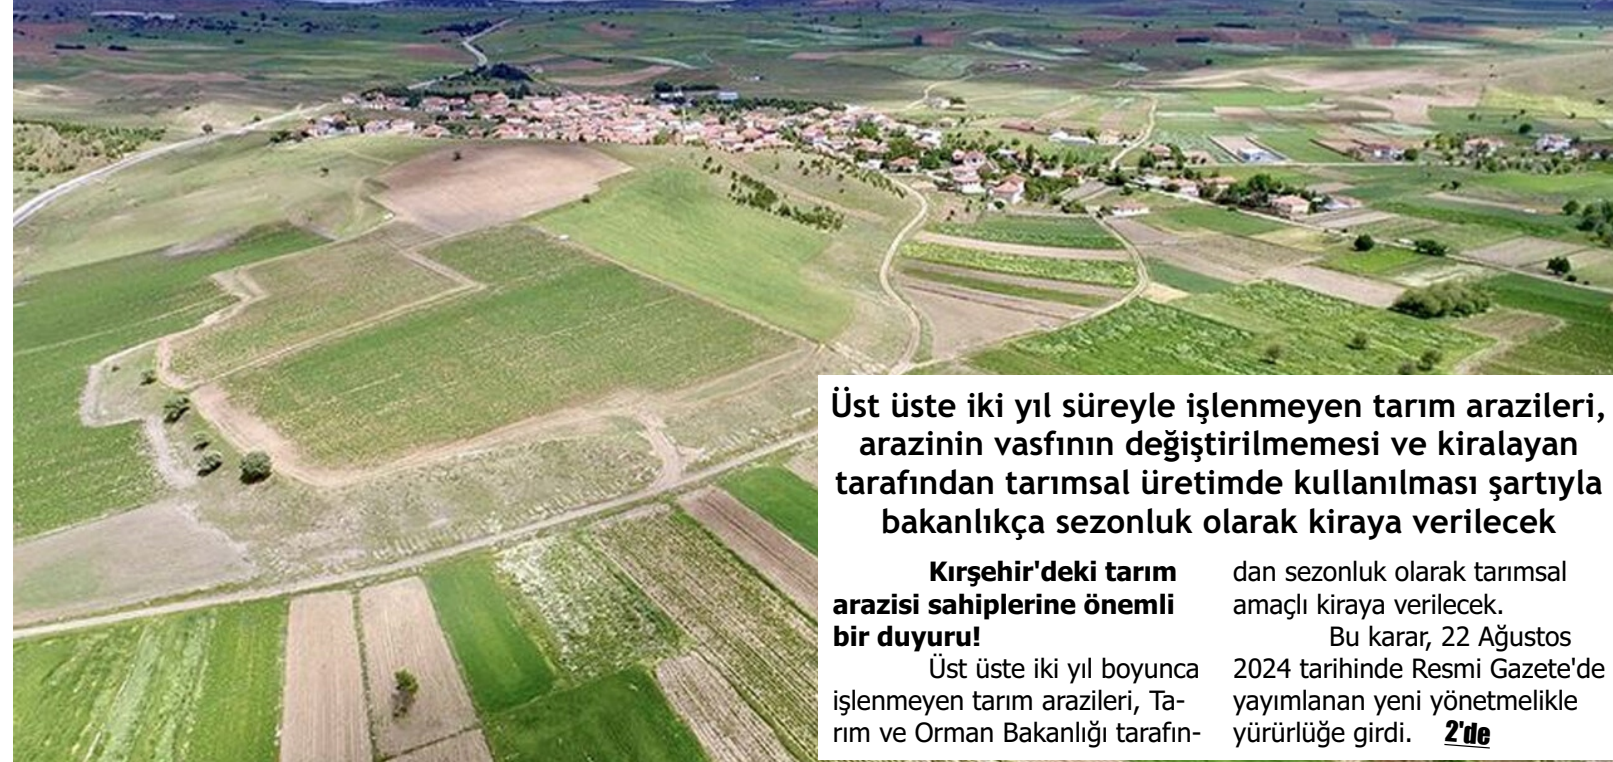 Üst üste iki yıl süreyle işlenmeyen tarım arazileri,
arazinin vasfının değiştirilmemesi ve kiralayan
tarafından tarımsal üretimde kullanılması şartıyla
bakanlıkça sezonluk olarak kiraya verilecek
Kırşehir'deki tarım
arazisi sahiplerine önemli
bir duyuru!
Üst üste iki yıl boyunca
işlenmeyen tarım arazileri, Ta-
rım ve Orman Bakanlığı tarafın-
dan sezonluk olarak tarımsal
amaçlı kiraya verilecek.
Bu karar, 22 Ağustos
2024 tarihinde Resmi Gazete'de
yayımlanan yeni yönetmelikle
yürürlüğe girdi. 2'de